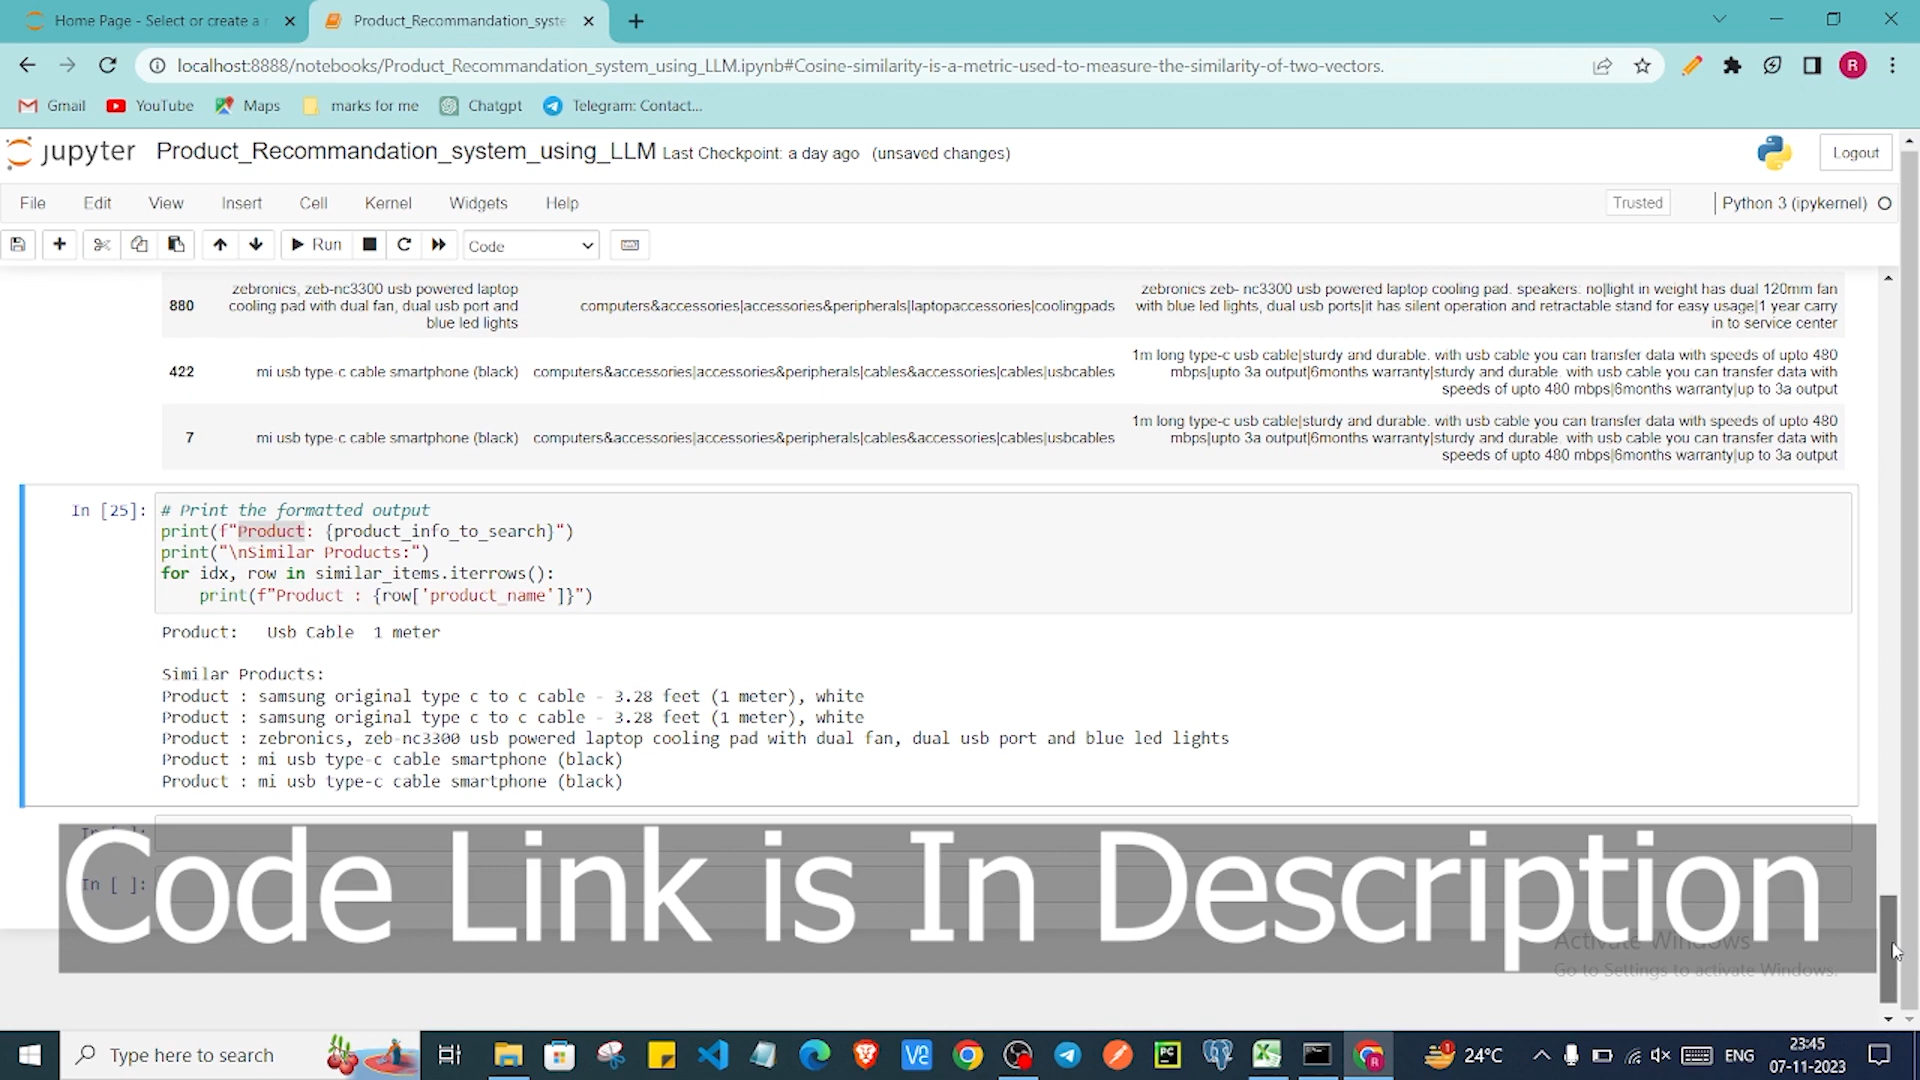 Home Page - Select or create a
Product_Recommandation_syste
localhost:8888/notebooks/Product_Recommandation_system_using_LLM.ipynb#Cosine-similarity-is-a-metric-used-to-measure-the-similarity-of-two-vectors.
R
Gmail
YouTube
Maps
marks for me
Chatgpt
Telegram: Contact...
jupyter
Product_Recommandation_system_using_LLM
Last Checkpoint: a day ago (unsaved changes)
Logout
File
Edit
View
Insert
Cell
Kernel
Widgets
Help
Trusted
Python 3 (ipykernel)
Run
Code
880
zebronics, zeb-nc3300 usb powered laptop
cooling pad with dual fan, dual usb port and
blue led lights
computers&accessories|accessories&peripherals|laptopaccessories|coolingpads
zebronics zeb- nc3300 usb powered laptop cooling pad. speakers: no|light in weight has dual 120mm fan
with blue led lights, dual usb ports|it has silent operation and retractable stand for easy usage|1 year carry
in to service center
422
mi usb type-c cable smartphone (black)
computers&accessories|accessories&peripherals|cables&accessories|cables|usbcables
1m long type-c usb cable|sturdy and durable. with usb cable you can transfer data with speeds of upto 480
mbps|upto 3a output|6months warranty|sturdy and durable. with usb cable you can transfer data with
speeds of upto 480 mbps|6months warranty|up to 3a output
7
mi usb type-c cable smartphone (black)
computers&accessories|accessories&peripherals|cables&accessories|cables|usbcables
1m long type-c usb cable|sturdy and durable. with usb cable you can transfer data with speeds of upto 480
mbps|upto 3a output|6months warranty|sturdy and durable. with usb cable you can transfer data with
speeds of upto 480 mbps|6months warranty|up to 3a output
In [25]:
# Print the formatted output
print(f"Product: {product_info_to_search}")
print("\nSimilar Products:")
for idx, row in similar_items.iterrows():
    print(f"Product : {row['product_name']}")
Product:   Usb Cable  1 meter
Similar Products:
Product : samsung original type c to c cable - 3.28 feet (1 meter), white
Product : samsung original type c to c cable - 3.28 feet (1 meter), white
Product : zebronics, zeb-nc3300 usb powered laptop cooling pad with dual fan, dual usb port and blue led lights
Product : mi usb type-c cable smartphone (black)
Product : mi usb type-c cable smartphone (black)
In [ ]:
In [ ]:
Code Link is In Description
Activate Windows
Go to Settings to activate Windows.
Type here to search
24°C
ENG
23:45
07-11-2023